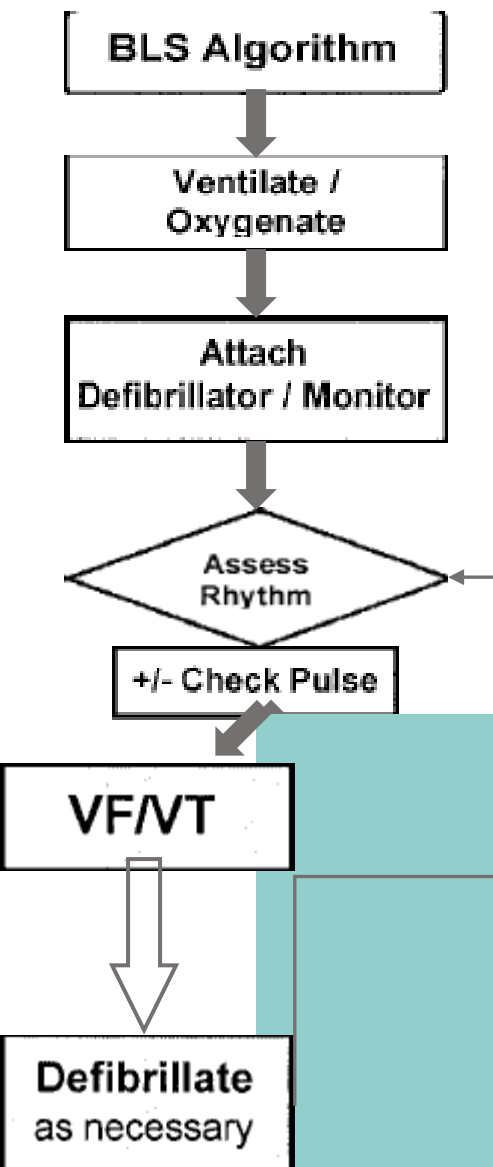 BLS Algorithm
Ventilate /
Oxygenate
Attach
Defibrillator / Monitor
Assess
Rhythm
+/- Check Pulse
VF/VT
Defibrillate
as necessary